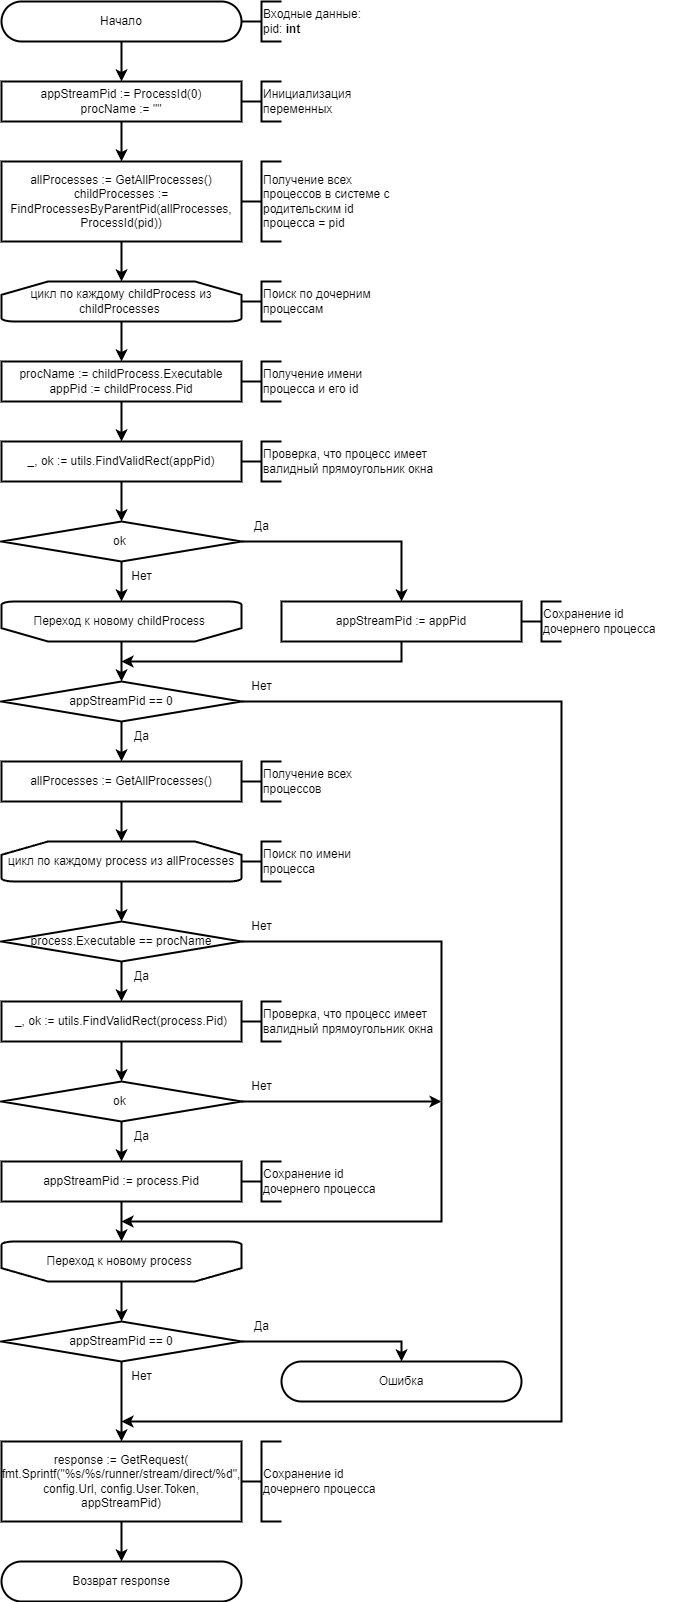 Начало
Входные данные:
pid: int
appStreamPid := ProcessId(0)
procName := ""
Инициализация
переменных
allProcesses := GetAllProcesses()
childProcesses :=
FindProcessesByParentPid(allProcesses,
ProcessId(pid))
Получение всех
процессов в системе с
родительским id
процесса = pid
цикл по каждому childProcess из
childProcesses
Поиск по дочерним
процессам
procName := childProcess.Executable
appPid := childProcess.Pid
Получение имени
процесса и его id
_, ok := utils.FindValidRect(appPid)
Проверка, что процесс имеет
валидный прямоугольник окна
ok
Да
Нет
Переход к новому childProcess
appStreamPid := appPid
Сохранение id
дочернего процесса
appStreamPid == 0
Нет
Да
allProcesses := GetAllProcesses()
Получение всех
процессов
цикл по каждому process из allProcesses
Поиск по имени
процесса
process.Executable == procName
Нет
Да
_, ok := utils.FindValidRect(process.Pid)
Проверка, что процесс имеет
валидный прямоугольник окна
ok
Нет
Да
appStreamPid := process.Pid
Сохранение id
дочернего процесса
Переход к новому process
appStreamPid == 0
Да
Нет
Ошибка
response := GetRequest(
fmt.Sprintf("%s/%s/runner/stream/direct/%d",
config.Url, config.User.Token,
appStreamPid)
Сохранение id
дочернего процесса
Возврат response